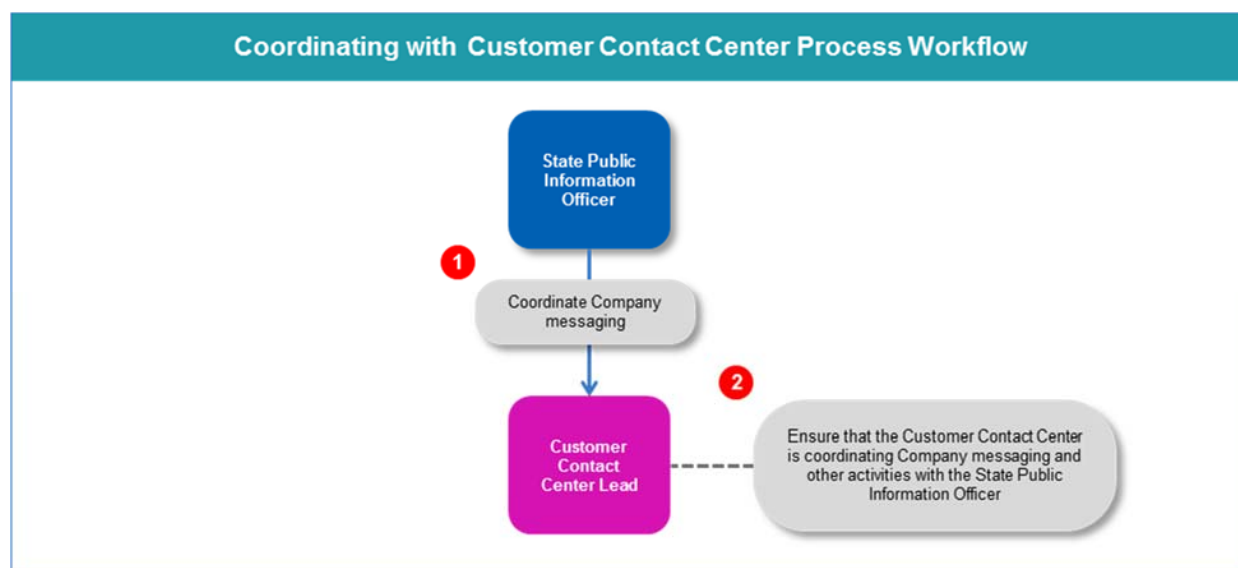 Coordinating with Customer Contact Center Process Workflow
State Public
Information
Officer
1
Coordinate Company
messaging
2
Customer
Contact
Center Lead
Ensure that the Customer Contact Center
is coordinating Company messaging and
other activities with the State Public
Information Officer